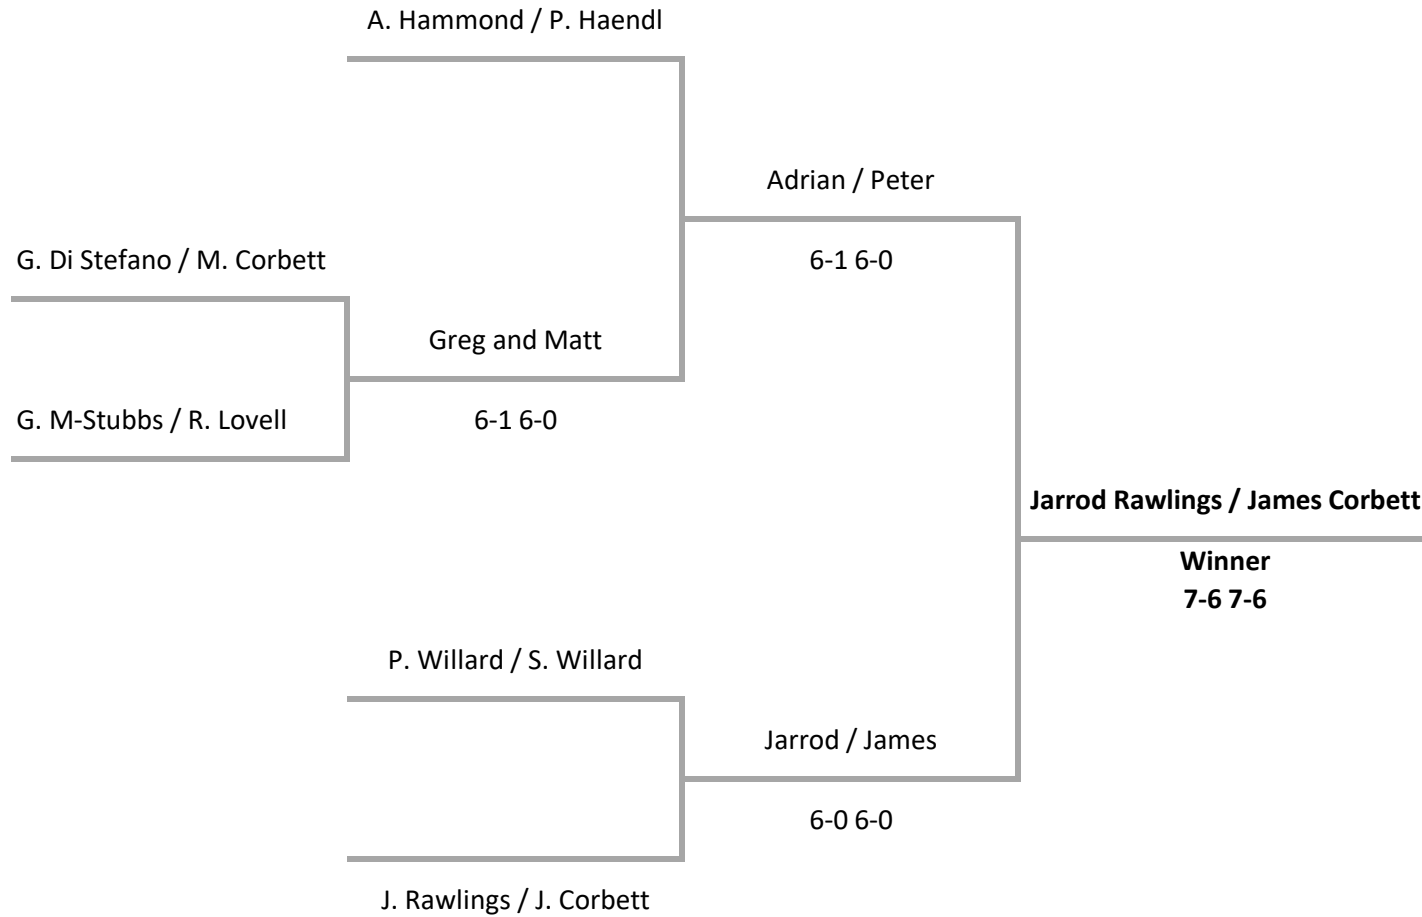 A. Hammond / P. Haendl
Adrian / Peter
G. Di Stefano / M. Corbett
6-1 6-0
Greg and Matt
G. M-Stubbs / R. Lovell
6-1 6-0
Jarrod Rawlings / James Corbett
Winner
7-6 7-6
P. Willard / S. Willard
Jarrod / James
6-0 6-0
J. Rawlings / J. Corbett